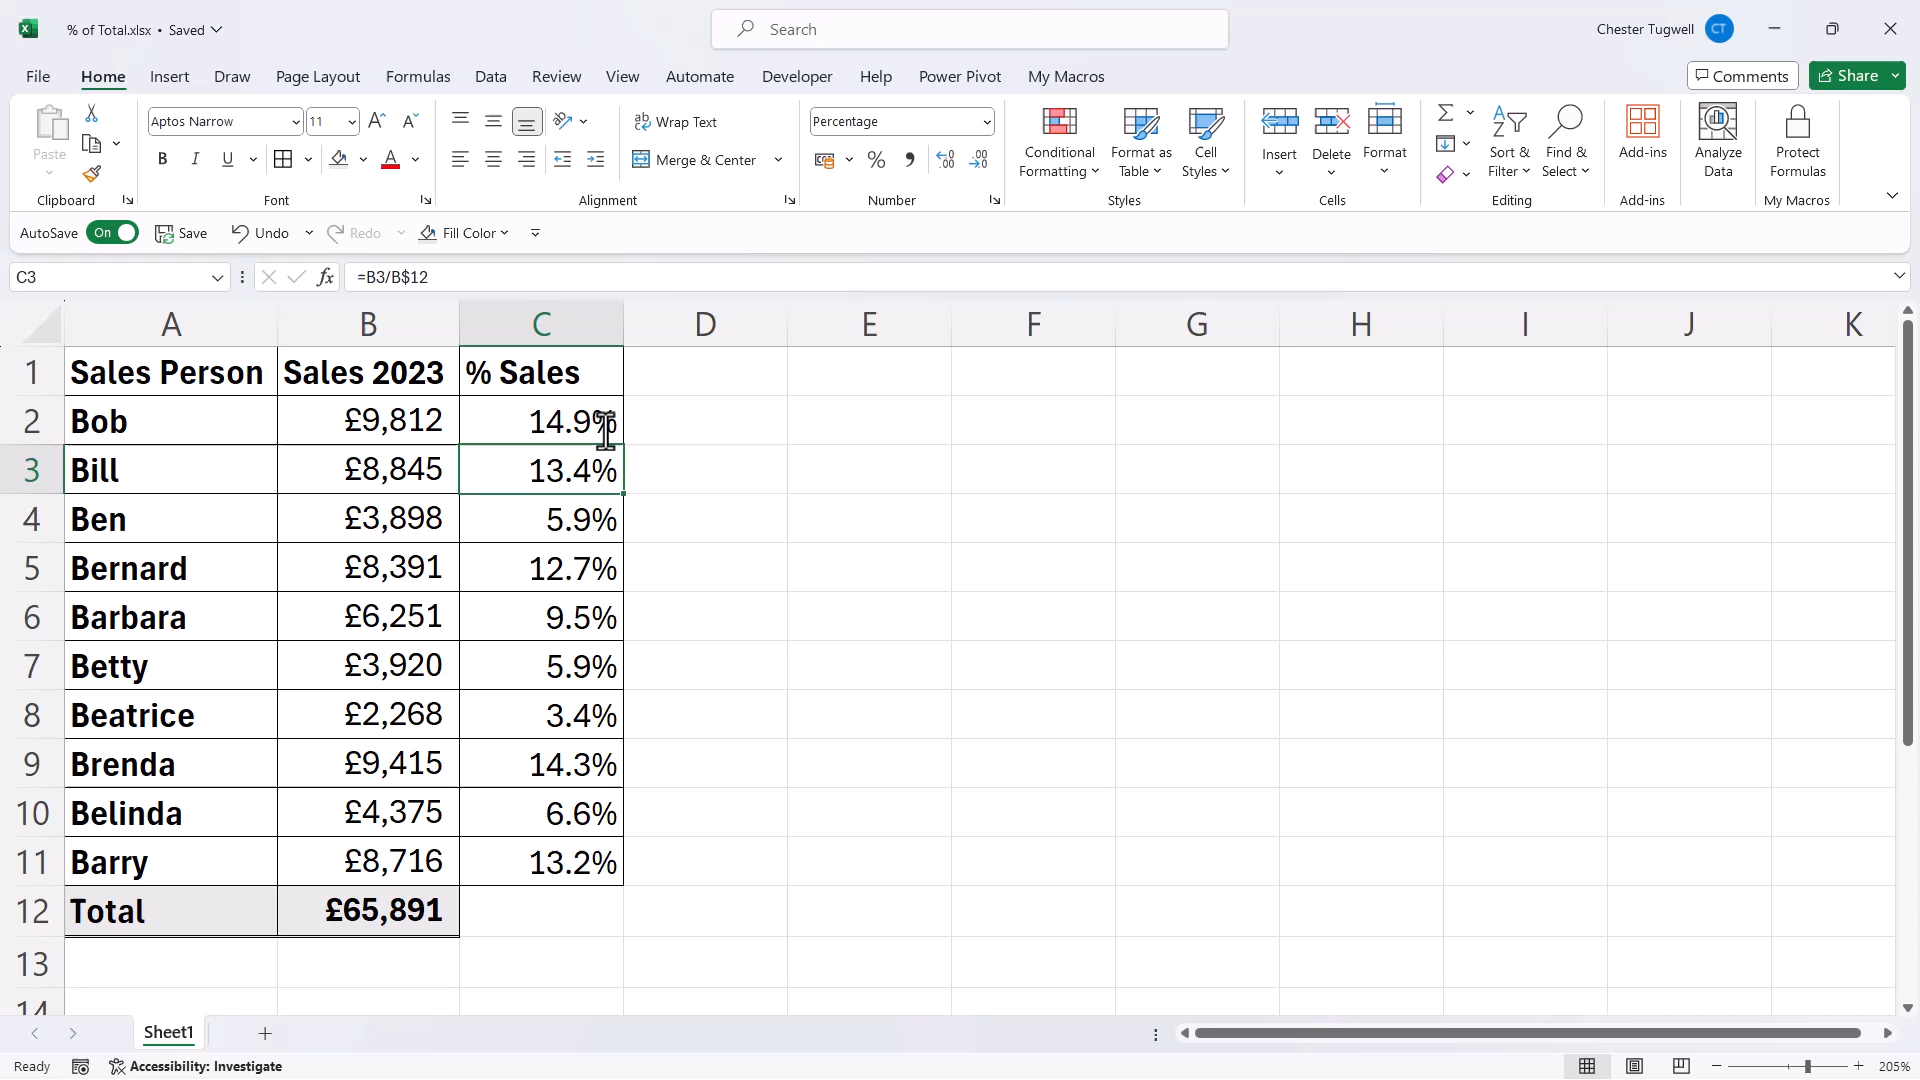 % of Total.xlsx • Saved
Search
Chester Tugwell
CT
File Home Insert Draw Page Layout Formulas Data Review View Automate Developer Help Power Pivot My Macros
Comments
Share
Paste
Clipboard
Aptos Narrow 11
B I U A
Font
Wrap Text
Merge & Center
Alignment
Percentage
Number
Conditional Formatting
Format as Table
Cell Styles
Styles
Insert
Delete
Format
Cells
Sort & Filter
Find & Select
Editing
Add-ins
Add-ins
Analyze Data
Protect Formulas
My Macros
AutoSave On Save Undo Redo Fill Color
C3 fx =B3/B$12
A B C D E F G H I J K
1 Sales Person Sales 2023 % Sales
2 Bob £9,812 14.9%
3 Bill £8,845 13.4%
4 Ben £3,898 5.9%
5 Bernard £8,391 12.7%
6 Barbara £6,251 9.5%
7 Betty £3,920 5.9%
8 Beatrice £2,268 3.4%
9 Brenda £9,415 14.3%
10 Belinda £4,375 6.6%
11 Barry £8,716 13.2%
12 Total £65,891
13
14
Sheet1
Ready Accessibility: Investigate 205%